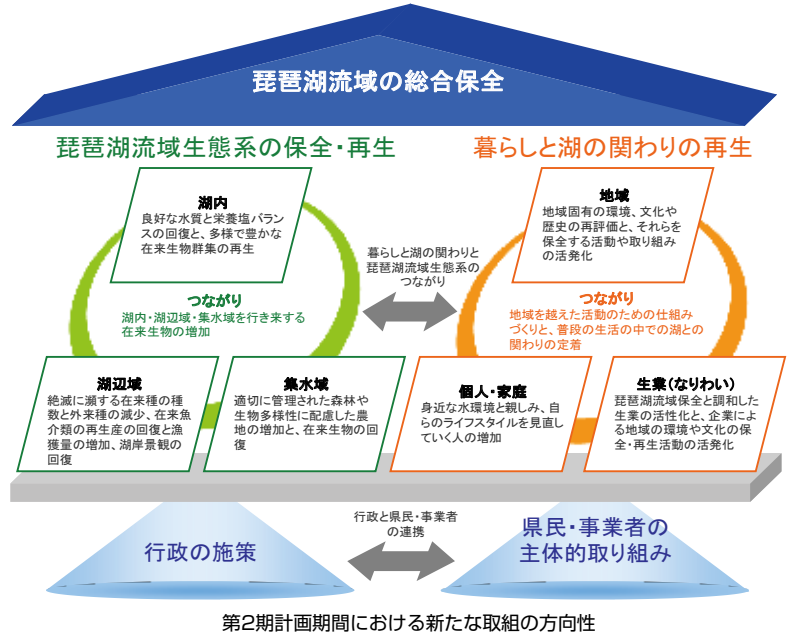 琵琶湖流域の総合保全
琵琶湖流域生態系の保全・再生
暮らしと湖の関わりの再生
湖内
良好な水質と栄養塩バラン
スの回復と、多様で豊かな
在来生物群集の再生
つながり
湖内・湖辺域・集水域を行き来する
在来生物の増加
湖辺域
絶滅に瀕する在来種の種
数と外来種の減少、在来魚
介類の再生産の回復と漁
獲量の増加、湖岸景観の
回復
集水域
適切に管理された森林や
生物多様性に配慮した農
地の増加と、在来生物の回
復
暮らしと湖の関わりと
琵琶湖流域生態系の
つながり
地域
地域固有の環境、文化や
歴史の再評価と、それらを
保全する活動や取り組み
の活発化
つながり
地域を越えた活動のための仕組み
づくりと、普段の生活の中での湖との
関わりの定着
個人・家庭
身近な水環境と親しみ、自
らのライフスタイルを見直し
ていく人の増加
生業(なりわい)
琵琶湖流域保全と調和した
生業の活性化と、企業によ
る地域の環境や文化の保
全・再生活動の活発化
行政の施策
行政と県民・事業者
の連携
県民・事業者の
主体的取り組み
第2期計画期間における新たな取組の方向性